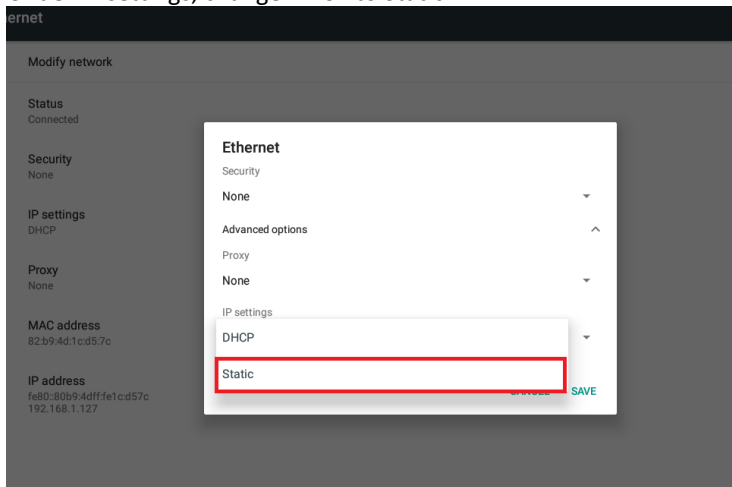 ernet
Modify network
Status
Connected
Security
None
IP settings
DHCP
Proxy
None
MAC address
82:b9:4d:1c:d5:7c
IP address
fe80::80b9:4dff:fe1c:d57c
192.168.1.127
Ethernet
Security
None
Advanced options
Proxy
None
IP settings
DHCP
Static
SAVE